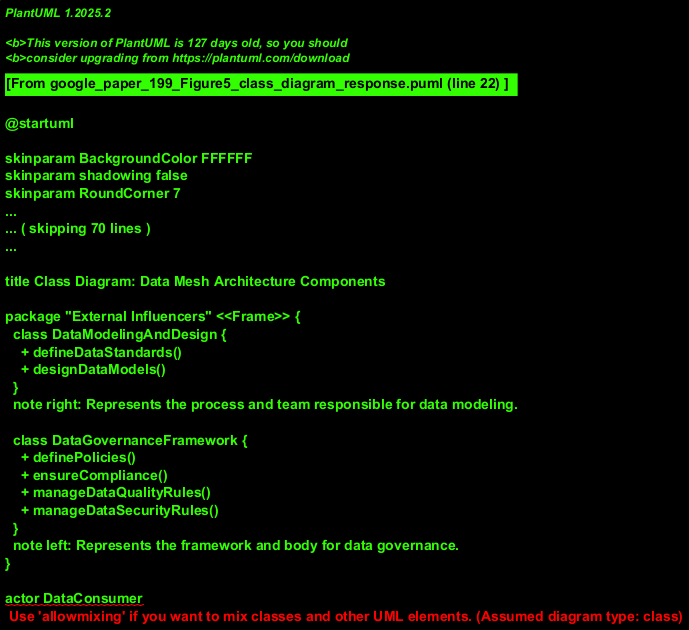 PlantUML 1.2025.2
<b>This version of PlantUML is 127 days old, so you should
<b>consider upgrading from https://plantuml.com/download
[From google_paper_199_Figure5_class_diagram_response.puml (line 22) ]
@startuml
skinparam BackgroundColor FFFFFF
skinparam shadowing false
skinparam RoundCorner 7
...
... ( skipping 70 lines )
...
title Class Diagram: Data Mesh Architecture Components
package "External Influencers" <<Frame>> {
class DataModelingAndDesign {
+ defineDataStandards()
+ designDataModels()
}
note right: Represents the process and team responsible for data modeling.
class DataGovernanceFramework {
+ definePolicies()
+ ensureCompliance()
+ manageDataQualityRules()
+ manageDataSecurityRules()
}
note left: Represents the framework and body for data governance.
}
actor DataConsumer
Use 'allowmixing' if you want to mix classes and other UML elements. (Assumed diagram type: class)